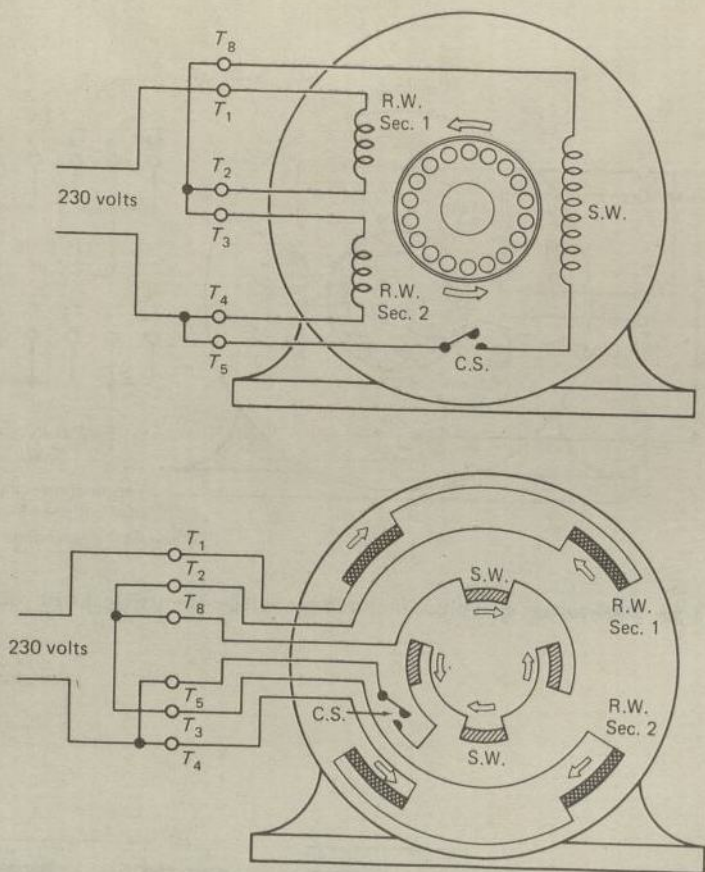 T8
T1
R.W.
Sec. 1
T2
230 volts
T3
S.W.
R.W.
Sec. 2
T4
T5
C.S.
T1
T2
S.W.
T8
R.W.
Sec. 1
230 volts
T5
R.W.
Sec. 2
C.S.
T3
T4
S.W.